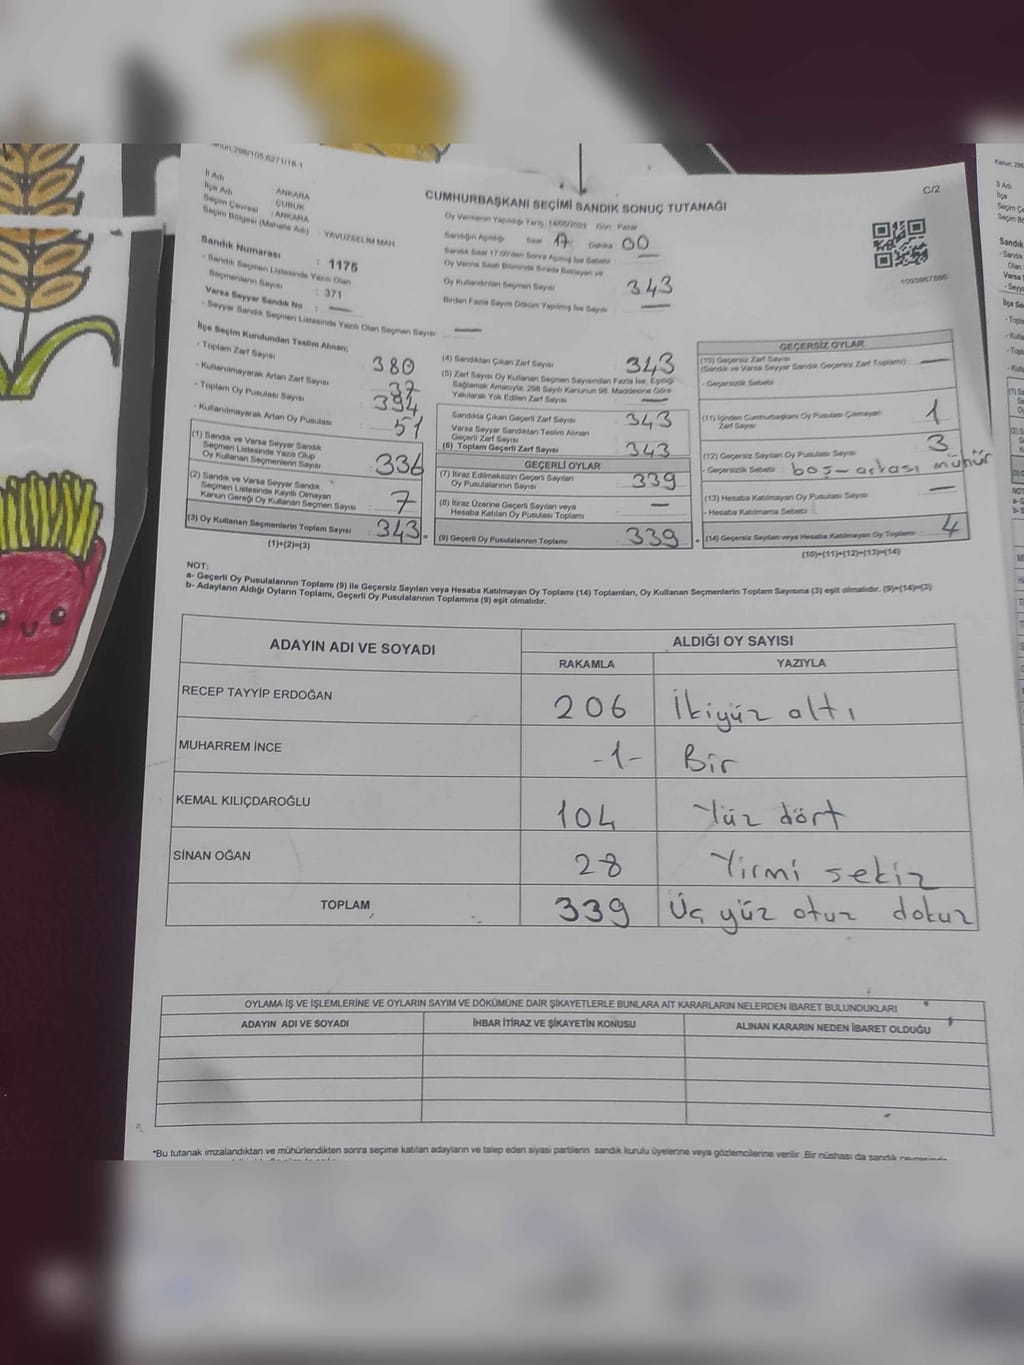 İl Adı : ANKARA
İlçe Adı : ÇUBUK
Seçim Çevresi : ANKARA
Seçim Bölgesi (Mahalle Adı) : YAVUZSELİM MAH.
Sandık Numarası : 1175
- Sandık Seçmen Listesinde Yazılı Olan
Seçmenlerin Sayısı : 371
Varsa Seyyar Sandık No : —
- Seyyar Sandık Seçmen Listesinde Yazılı Olan Seçmen Sayısı —
C/2
CUMHURBAŞKANI SEÇİMİ SANDIK SONUÇ TUTANAĞI
Oy Vermenin Yapıldığı Tarih Gün : Pazar
Sandığın Açıldığı Saat 17 Dakika 00
Sandık Saat 17.00'den Sonra Açılmış İse Sebebi —
Oy Verme Saati Bitiminde Sırada Bekleyen ve
Oy Kullandırılan Seçmen Sayısı 343
Birden Fazla Sayım Döküm Yapılmış İse Sayısı —
İlçe Seçim Kurulundan Teslim Alınan;
- Toplam Zarf Sayısı 380
- Kullanılmayarak Artan Zarf Sayısı 37
- Toplam Oy Pusulası Sayısı 394
- Kullanılmayarak Artan Oy Pusulası 51
(1) Sandık ve Varsa Seyyar Sandık
Seçmen Listesinde Yazılı Olup
Oy Kullanan Seçmenlerin Sayısı 336
(2) Sandık ve Varsa Seyyar Sandık
Seçmen Listesinde Kayıtlı Olmayan
Kanun Gereği Oy Kullanan Seçmen Sayısı 7
(3) Oy Kullanan Seçmenlerin Toplam Sayısı 343 =
(1)+(2)=(3)
(4) Sandıktan Çıkan Zarf Sayısı 343
(5) Zarf Sayısı Oy Kullanan Seçmen Sayısından Fazla İse, Eşitliği
Sağlamak Amacıyla, 298 Sayılı Kanunun 98. Maddesine Göre
Yakılarak Yok Edilen Zarf Sayısı —
Sandıkta Çıkan Geçerli Zarf Sayısı 343
Varsa Seyyar Sandıktan Teslim Alınan
Geçerli Zarf Sayısı
(6) Toplam Geçerli Zarf Sayısı 343
GEÇERLİ OYLAR
(7) İtiraz Edilmeksizin Geçerli Sayılan
Oy Pusulalarının Sayısı 339
(8) İtiraz Üzerine Geçerli Sayılan veya
Hesaba Katılan Oy Pusulası Toplamı —
(9) Geçerli Oy Pusulalarının Toplamı 339 +
GEÇERSİZ OYLAR
(10) Geçersiz Zarf Sayısı
(Sandık ve Varsa Seyyar Sandık Geçersiz Zarf Toplamı) —
- Geçersizlik Sebebi
(11) İçinden Cumhurbaşkanı Oy Pusulası Çıkmayan
Zarf Sayısı 1
(12) Geçersiz Sayılan Oy Pusulası Sayısı 3
- Geçersizlik Sebebi boş - arkası mühür
(13) Hesaba Katılmayan Oy Pusulası Sayısı —
- Hesaba Katılmama Sebebi
(14) Geçersiz Sayılan veya Hesaba Katılmayan Oy Toplamı 4
(10)+(11)+(12)+(13)=(14)
NOT:
a- Geçerli Oy Pusulalarının Toplamı (9) ile Geçersiz Sayılan veya Hesaba Katılmayan Oy Toplamı (14) Toplamları, Oy Kullanan Seçmenlerin Toplam Sayısına (3) eşit olmalıdır. (9)+(14)=(3)
b- Adayların Aldığı Oyların Toplamı, Geçerli Oy Pusulalarının Toplamına (9) eşit olmalıdır.
ADAYIN ADI VE SOYADI
ALDIĞI OY SAYISI
RAKAMLA YAZIYLA
RECEP TAYYİP ERDOĞAN 206 İkiyüz altı
MUHARREM İNCE -1- Bir
KEMAL KILIÇDAROĞLU 104 Yüz dört
SİNAN OĞAN 28 Yirmi sekiz
TOPLAM 339 Üç yüz otuz dokuz
OYLAMA İŞ VE İŞLEMLERİNE VE OYLARIN SAYIM VE DÖKÜMÜNE DAİR ŞİKAYETLERLE BUNLARA AİT KARARLARIN NELERDEN İBARET BULUNDUKLARI
ADAYIN ADI VE SOYADI İHBAR İTİRAZ VE ŞİKAYETİN KONUSU ALINAN KARARIN NEDEN İBARET OLDUĞU
*Bu tutanak imzalandıktan ve mühürlendikten sonra seçime katılan adayların ve talep eden siyasi partilerin sandık kurulu üyelerine veya gözlemcilerine verilir. Bir nüshası da sandık